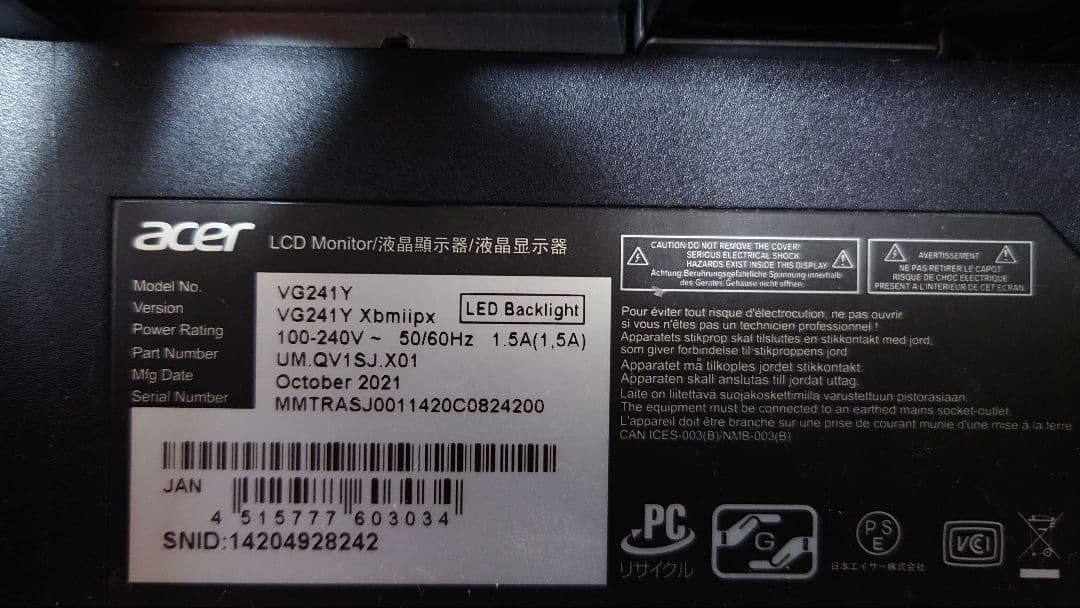 acer LCD Monitor/液晶顯示器/液晶显示器
Model No. VG241Y
Version VG241Y Xbmiipx LED Backlight
Power Rating 100-240V ~ 50/60Hz 1.5A(1,5A)
Part Number UM.QV1SJ.X01
Mfg Date October 2021
Serial Number MMTRASJ0011420C0824200
JAN
4 515777 603034
SNID:14204928242
CAUTION:DO NOT REMOVE THE COVER!
SERIOUS ELECTRICAL SHOCK
HAZARDS EXIST INSIDE THIS DISPLAY
Achtung:Beruhrungsgefahrliche Spannung innerhalb
des Gerates Gehause nicht offnen.
AVERTISSEMENT
NE PAS RETIRER LE CAPOT
RISQUE DE CHOC ELECTRIQUE
PRESENT A L'INTERIEUR DE CET ECRAN.
Pour éviter tout risque d'électrocution, ne pas ouvrir
si vous n'êtes pas un technicien professionnel !
Apparatets stikprop skal tilsluttes en stikkontakt med jord,
som giver forbindelse til stikproppens jord
Apparatet må tilkoples jordet stikkontakt.
Apparaten skall anslutas till jordat uttag.
Laite on liitettävä suojakoskettimilla varustettuun pistorasiaan.
The equipment must be connected to an earthed mains socket-outlet.
L'appareil doit être branché sur une prise de courant munie d'une mise à la terre
CAN ICES-003(B)/NMB-003(B)
PC
リサイクル
G
PS
E
日本エイサー株式会社
VCI